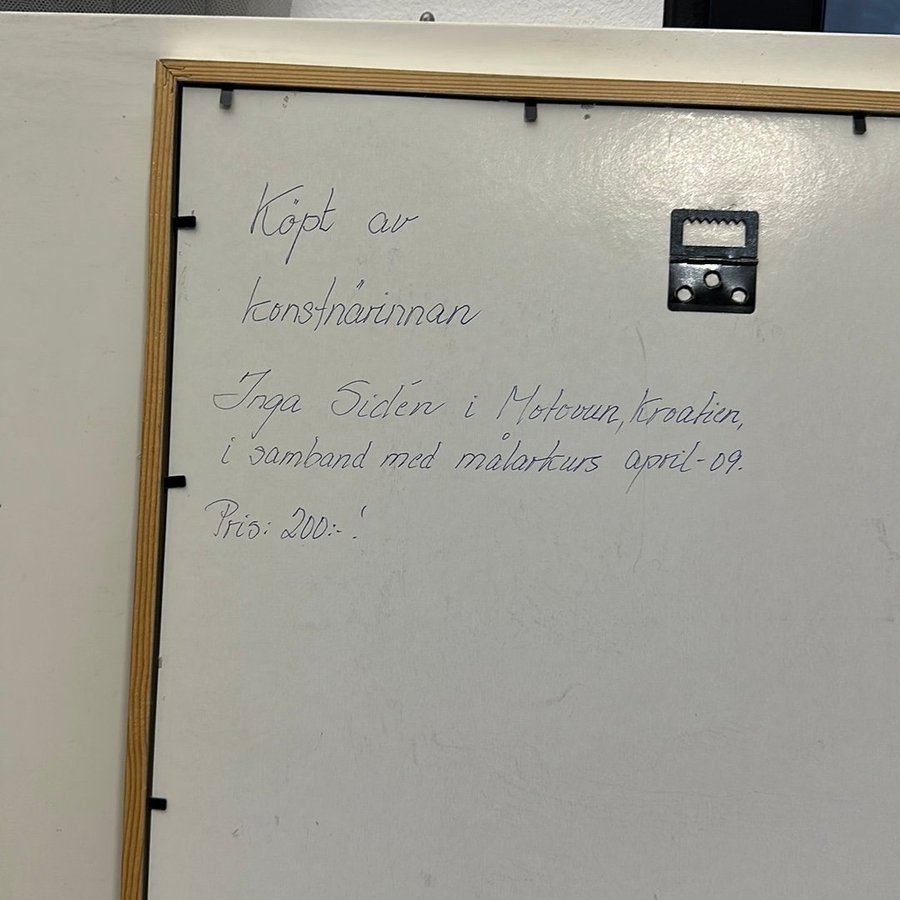 Köpt av
konstnärinnan
Inga Sidén i Motovun, Kroatien,
i samband med målarkurs april-09.
Pris: 200:-!